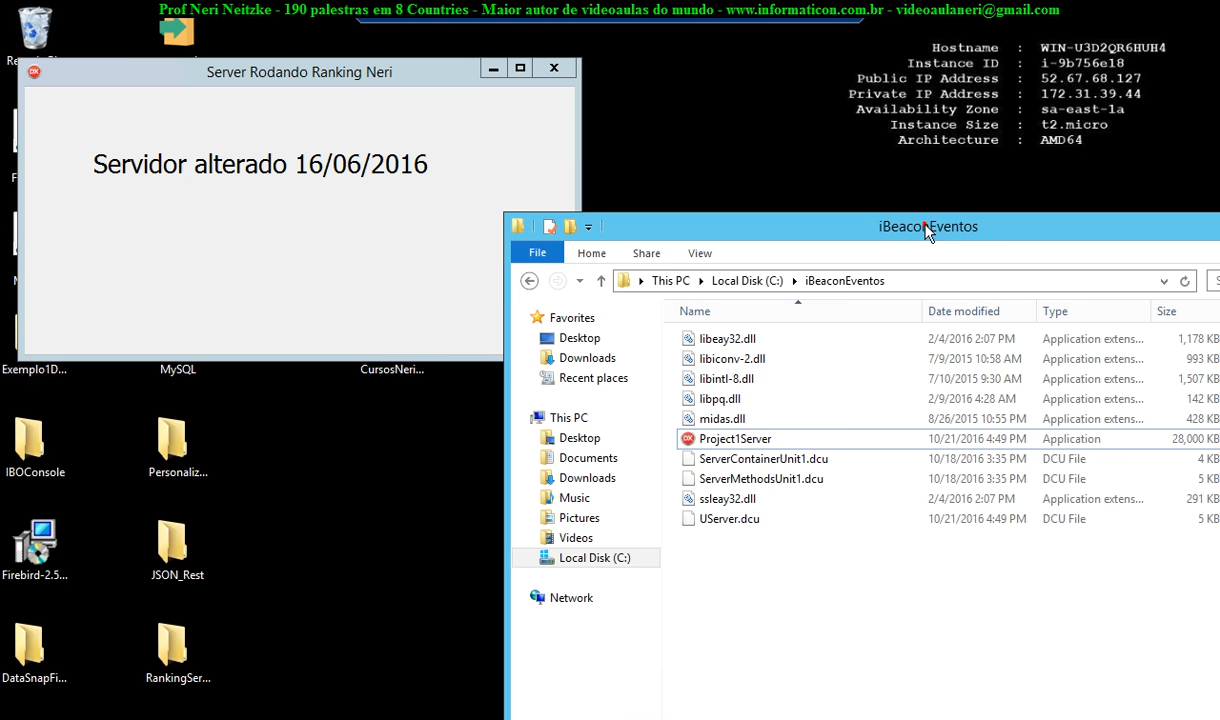 Prof Neri Neitzke - 190 palestras em 8 Countries - Maior autor de videoaulas do mundo - www.informaticon.com.br - videoaulaneri@gmail.com
Hostname : WIN-U3D2QR6HUH4
Instance ID : i-9b756e18
Public IP Address : 52.67.68.127
Private IP Address : 172.31.39.44
Availability Zone : sa-east-1a
Instance Size : t2.micro
Architecture : AMD64
Server Rodando Ranking Neri
Servidor alterado 16/06/2016
iBeaconEventos
File Home Share View
This PC Local Disk (C:) iBeaconEventos
Name Date modified Type Size
Favorites
Desktop
Downloads
Recent places
This PC
Desktop
Documents
Downloads
Music
Pictures
Videos
Local Disk (C:)
Network
libeay32.dll 2/4/2016 2:07 PM Application extens... 1,178 KB
libiconv-2.dll 7/9/2015 10:58 AM Application extens... 993 KB
libintl-8.dll 7/10/2015 9:30 AM Application extens... 1,507 KB
libpq.dll 2/9/2016 4:28 AM Application extens... 142 KB
midas.dll 8/26/2015 10:55 PM Application extens... 428 KB
Project1Server 10/21/2016 4:49 PM Application 28,000 KB
ServerContainerUnit1.dcu 10/18/2016 3:35 PM DCU File 4 KB
ServerMethodsUnit1.dcu 10/18/2016 3:35 PM DCU File 5 KB
ssleay32.dll 2/4/2016 2:07 PM Application extens... 291 KB
UServer.dcu 10/21/2016 4:49 PM DCU File 5 KB
Exemplo1D... MySQL CursosNeri...
IBOConsole Personaliz...
Firebird-2.5... JSON_Rest
DataSnapFi... RankingSer...